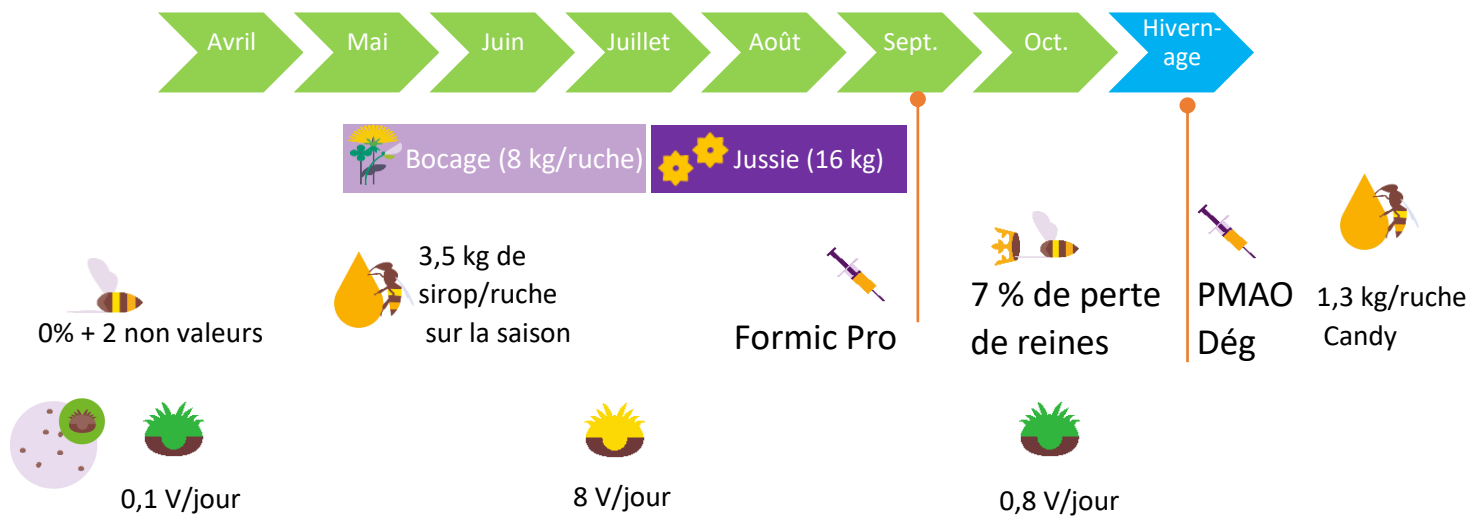 Avril
Mai
Juin
Juillet
Août
Sept.
Oct.
Hivern-
age
Bocage (8 kg/ruche)
Jussie (16 kg)
0% + 2 non valeurs
3,5 kg de
sirop/ruche
sur la saison
Formic Pro
7 % de perte
de reines
PMAO
Dég
1,3 kg/ruche
Candy
0,1 V/jour
8 V/jour
0,8 V/jour